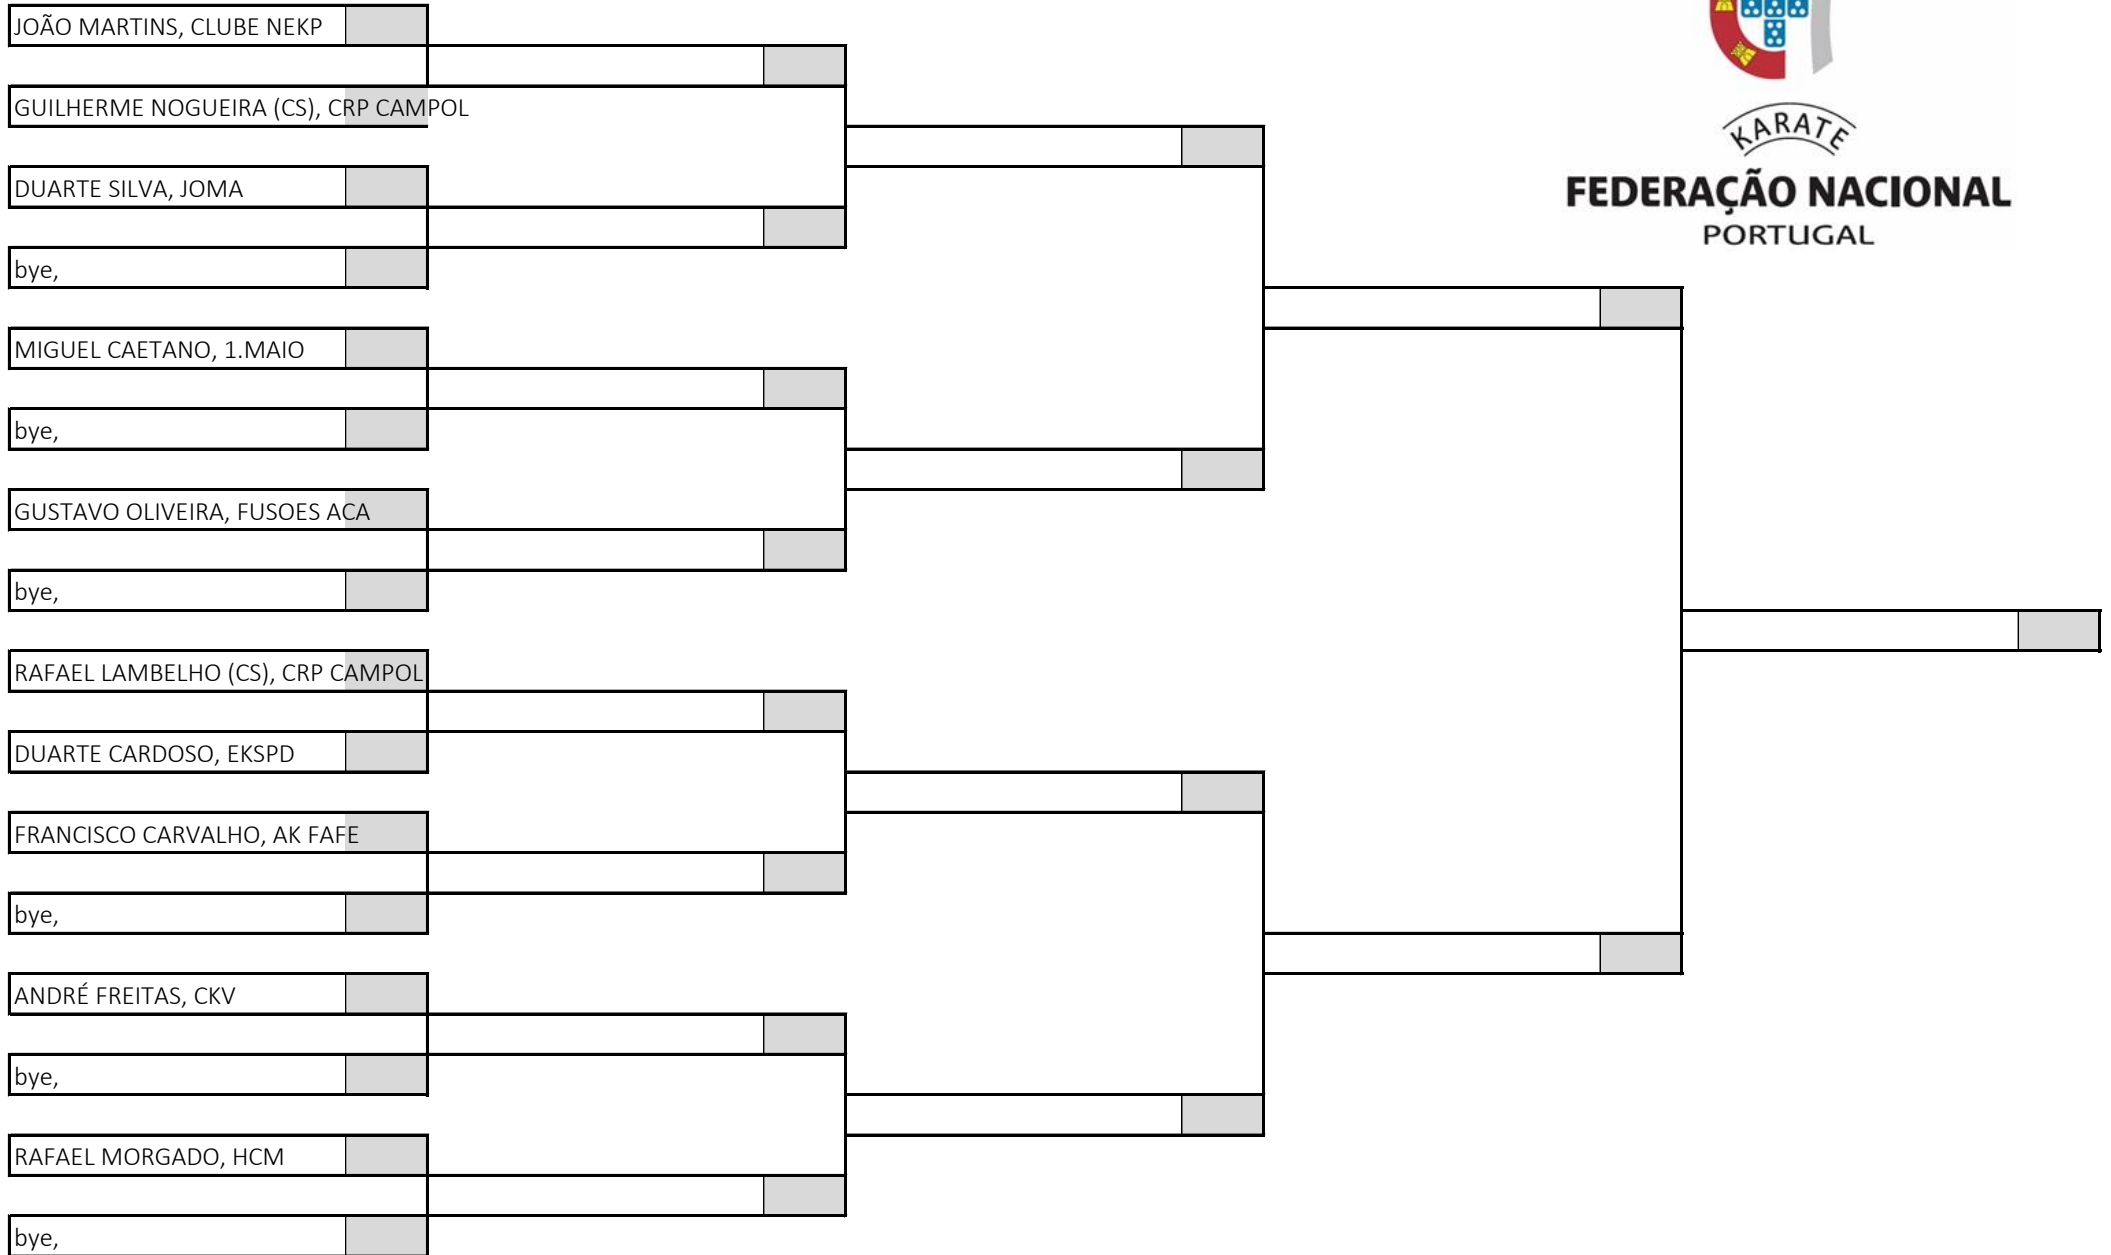 JOÃO MARTINS, CLUBE NEKP
GUILHERME NOGUEIRA (CS), CRP CAMPOL
KARATE
FEDERAÇÃO NACIONAL
PORTUGAL
DUARTE SILVA, JOMA
bye,
MIGUEL CAETANO, 1.MAIO
bye,
GUSTAVO OLIVEIRA, FUSOES ACA
bye,
RAFAEL LAMBELHO (CS), CRP CAMPOL
DUARTE CARDOSO, EKSPD
FRANCISCO CARVALHO, AK FAFE
bye,
ANDRÉ FREITAS, CKV
bye,
RAFAEL MORGADO, HCM
bye,